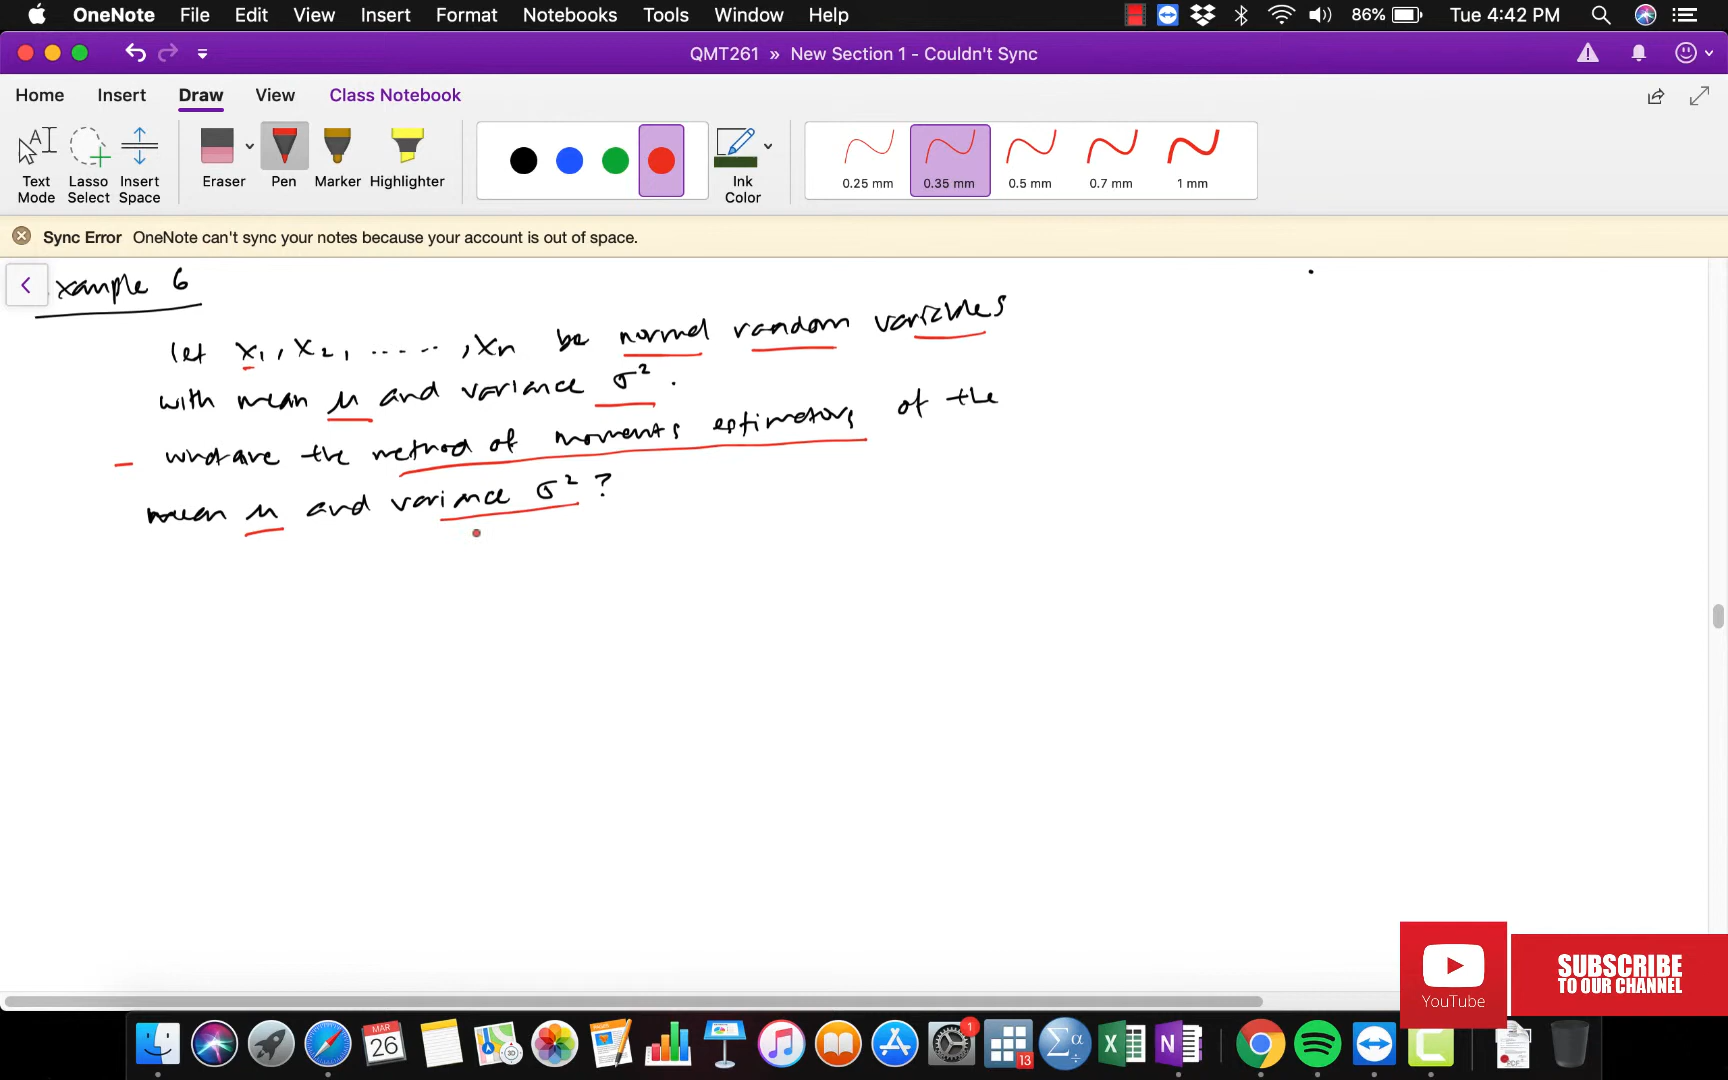 OneNote File Edit View Insert Format Notebooks Tools Window Help 86% Tue 4:42 PM
QMT261 » New Section 1 - Couldn't Sync
Home Insert Draw View Class Notebook
Text Mode Lasso Select Insert Space Eraser Pen Marker Highlighter Ink Color 0.25 mm 0.35 mm 0.5 mm 0.7 mm 1 mm
Sync Error OneNote can't sync your notes because your account is out of space.
xample 6
let x1, x2, ......, xn be normal random variables
with mean μ and variance σ².
what are the method of moments estimators of the
mean μ and variance σ²?
YouTube
SUBSCRIBE
TO OUR CHANNEL
MAR
26
1
13